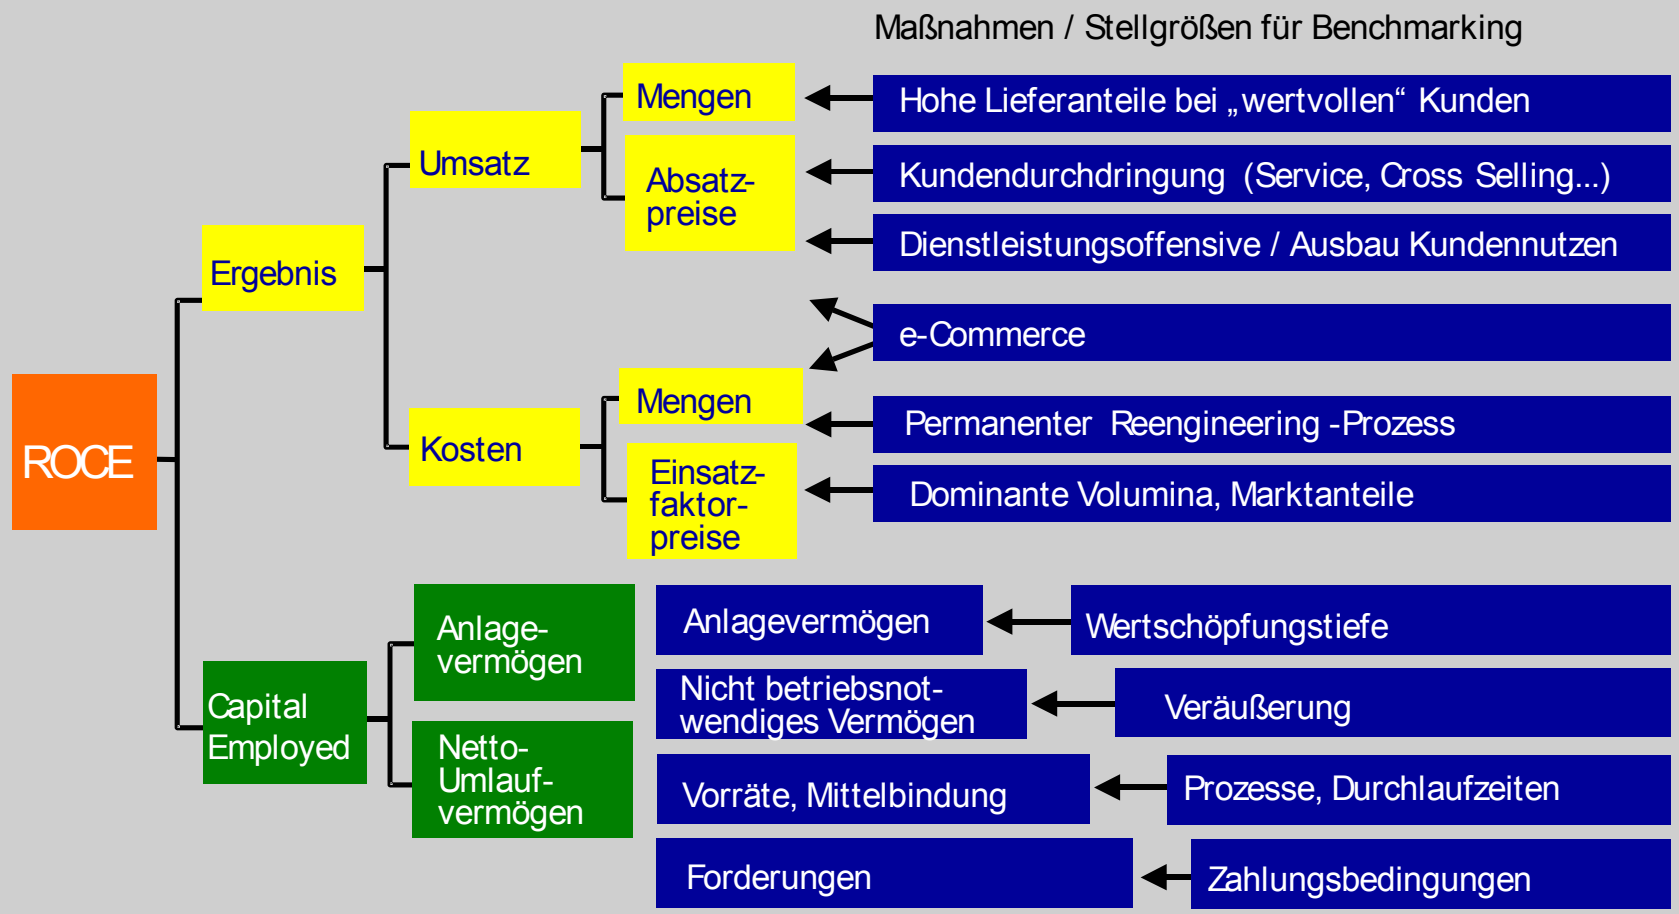 Maßnahmen / Stellgrößen für Benchmarking
Mengen
Hohe Lieferanteile bei „wertvollen“ Kunden
Umsatz
Absatz-
preise
Kundendurchdringung (Service, Cross Selling...)
Dienstleistungsoffensive / Ausbau Kundennutzen
Ergebnis
e-Commerce
Mengen
Permanenter Reengineering -Prozess
Kosten
ROCE
Einsatz-
faktor-
preise
Dominante Volumina, Marktanteile
Anlage-
vermögen
Anlagevermögen
Wertschöpfungstiefe
Capital
Employed
Nicht betriebsnot-
wendiges Vermögen
Veräußerung
Netto-
Umlauf-
vermögen
Vorräte, Mittelbindung
Prozesse, Durchlaufzeiten
Forderungen
Zahlungsbedingungen